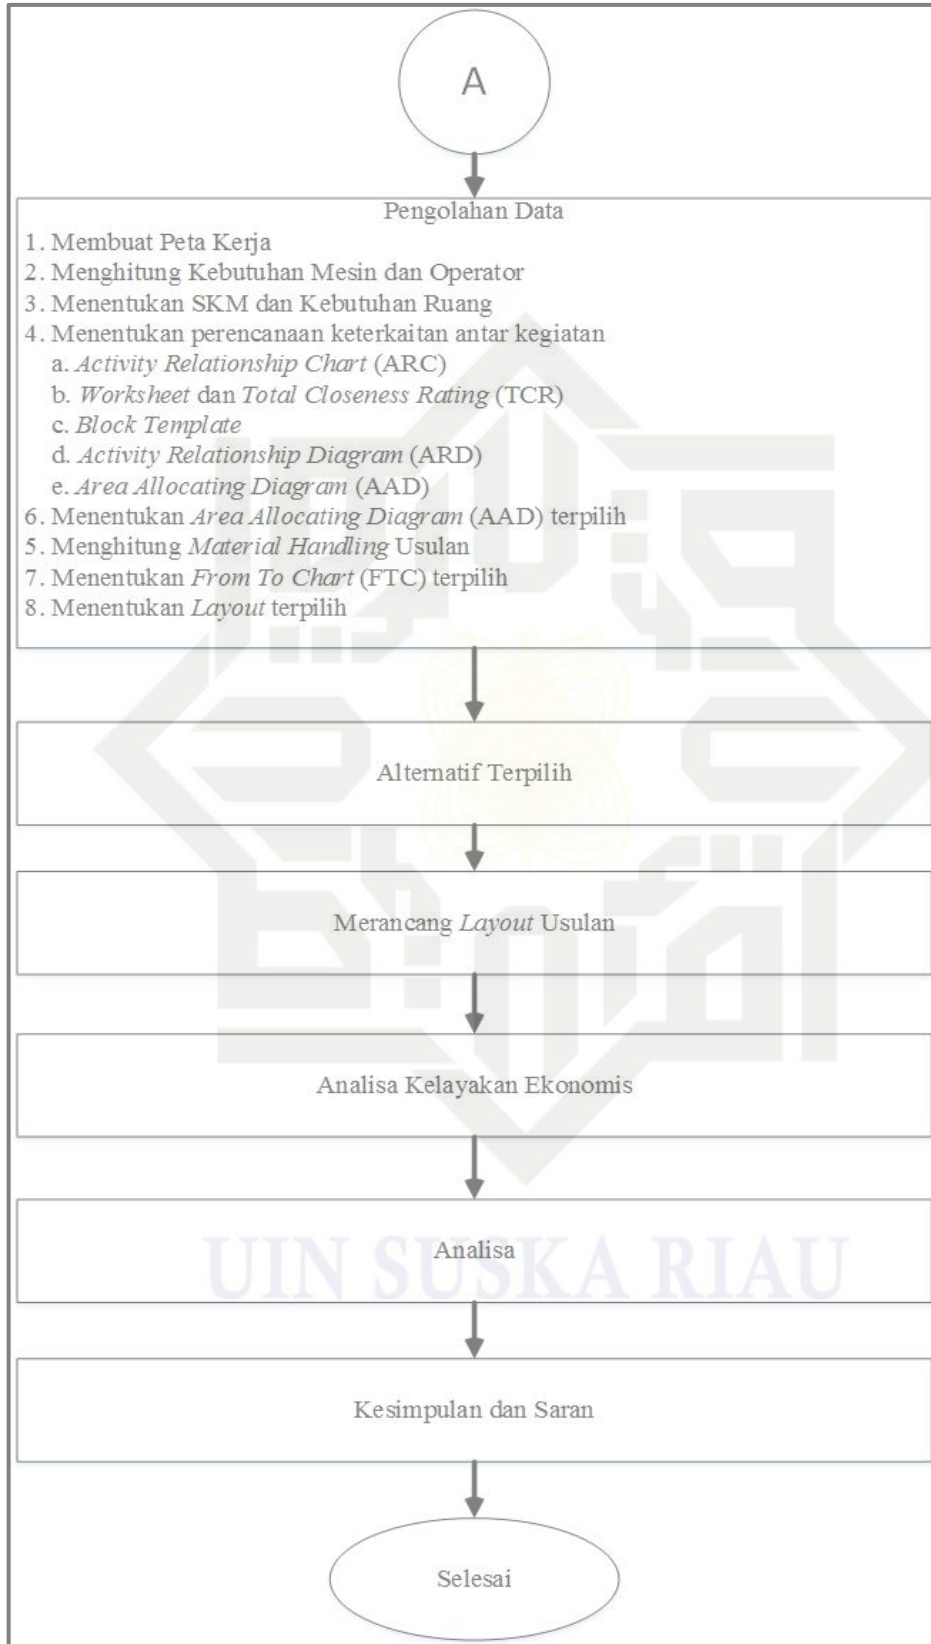 A
Pengolahan Data
1. Membuat Peta Kerja
2. Menghitung Kebutuhan Mesin dan Operator
3. Menentukan SKM dan Kebutuhan Ruang
4. Menentukan perencanaan keterkaitan antar kegiatan
a. Activity Relationship Chart (ARC)
b. Worksheet dan Total Closeness Rating (TCR)
c. Block Template
d. Activity Relationship Diagram (ARD)
e. Area Allocating Diagram (AAD)
6. Menentukan Area Allocating Diagram (AAD) terpilih
5. Menghitung Material Handling Usulan
7. Menentukan From To Chart (FTC) terpilih
8. Menentukan Layout terpilih
Alternatif Terpilih
Merancang Layout Usulan
Analisa Kelayakan Ekonomis
Analisa
UIN SUSKA RIAU
Kesimpulan dan Saran
Selesai